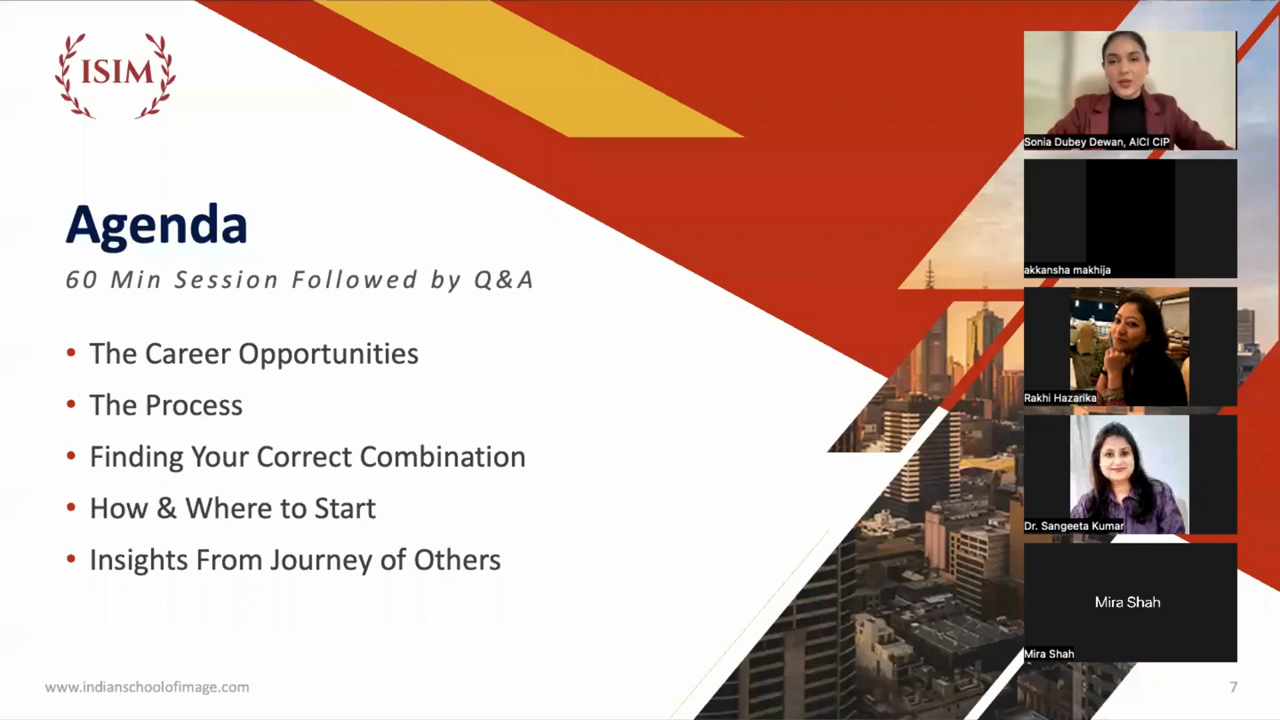 ISIM
Agenda
60 Min Session Followed by Q&A
• The Career Opportunities
• The Process
• Finding Your Correct Combination
• How & Where to Start
• Insights From Journey of Others
www.indianschoolofimage.com
7
Sonia Dubey Dewan, AICI CIP
akkansha makhija
Rakhi Hazarika
Dr. Sangeeta Kumar
Mira Shah
Mira Shah